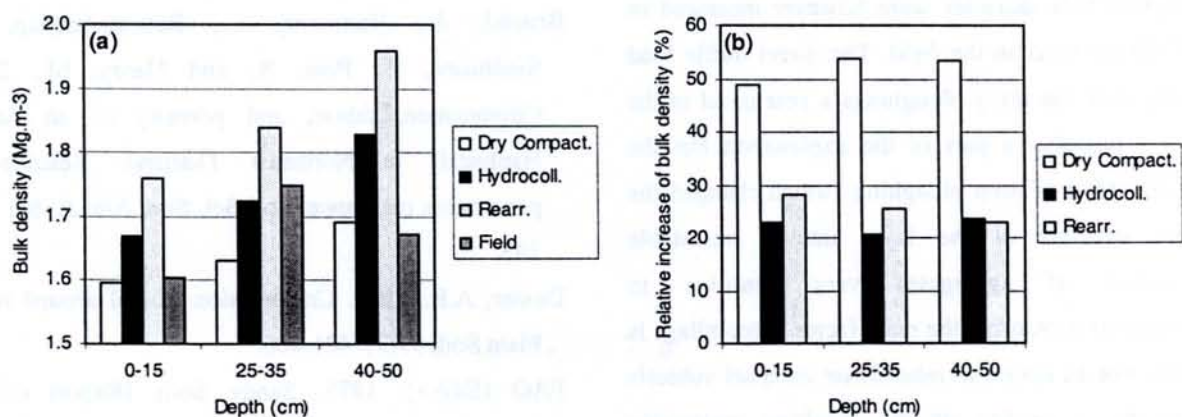 (a)
Bulk density (Mg.m-3)
2.0
1.9
1.8
1.7
1.6
1.5
0-15
25-35
40-50
Depth (cm)
Dry Compact.
Hydrocoll.
Rearr.
Field
(b)
Relative increase of bulk density (%)
60
50
40
30
20
10
0
0-15
25-35
40-50
Depth (cm)
Dry Compact.
Hydrocoll.
Rearr.